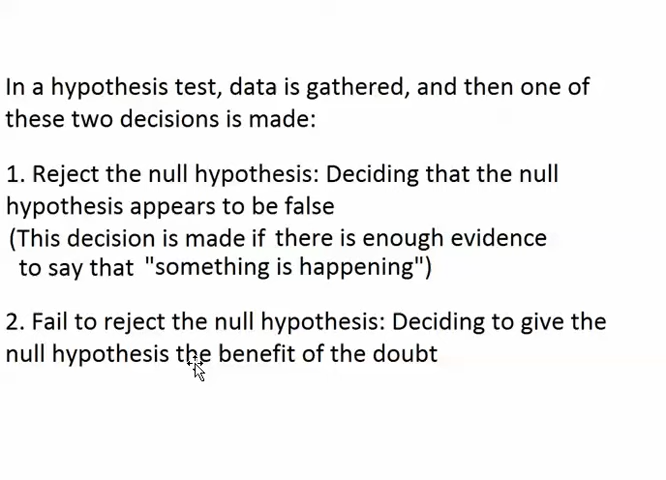 In a hypothesis test, data is gathered, and then one of
these two decisions is made:
1. Reject the null hypothesis: Deciding that the null
hypothesis appears to be false
(This decision is made if there is enough evidence
to say that "something is happening")
2. Fail to reject the null hypothesis: Deciding to give the
null hypothesis the benefit of the doubt